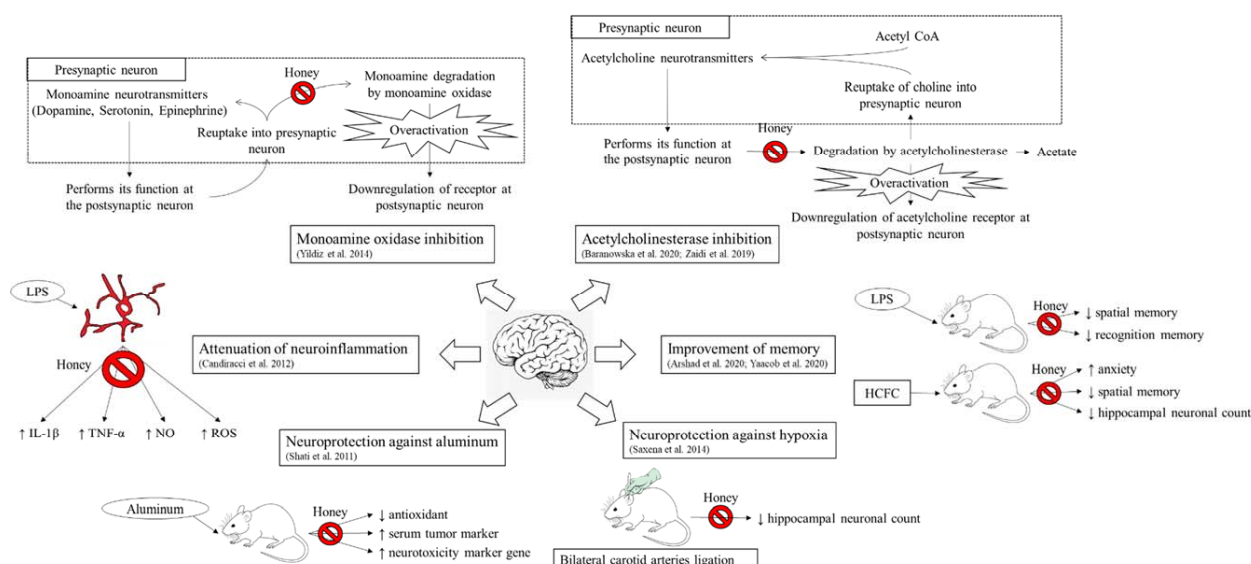 Presynaptic neuron
Monoamine neurotransmitters
(Dopamine, Serotonin, Epinephrine)
Honey
Monoamine degradation
by monoamine oxidase
Reuptake into presynaptic
neuron
Overactivation
Performs its function at
the postsynaptic neuron
Downregulation of receptor at
postsynaptic neuron
Presynaptic neuron
Acetyl CoA
Acetylcholine neurotransmitters
Reuptake of choline into
presynaptic neuron
Performs its function at
the postsynaptic neuron
Honey
Degradation by acetylcholinesterase
Acetate
Overactivation
Downregulation of acetylcholine receptor at
postsynaptic neuron
Monoamine oxidase inhibition
(Yildiz et al. 2014)
Acetylcholinesterase inhibition
(Baranowska et al. 2020; Zaidi et al. 2019)
LPS
Honey
↑ IL-1β
↑ TNF-α
↑ NO
↑ ROS
Attenuation of neuroinflammation
(Candiracci et al. 2012)
Improvement of memory
(Arshad et al. 2020; Yaacob et al. 2020)
LPS
Honey
↓ spatial memory
↓ recognition memory
HCFC
Honey
↑ anxiety
↓ spatial memory
↓ hippocampal neuronal count
Neuroprotection against aluminum
(Shati et al. 2011)
Neuroprotection against hypoxia
(Saxena et al. 2014)
Aluminum
Honey
↓ antioxidant
↑ serum tumor marker
↑ neurotoxicity marker gene
Honey
↓ hippocampal neuronal count
Bilateral carotid arteries ligation